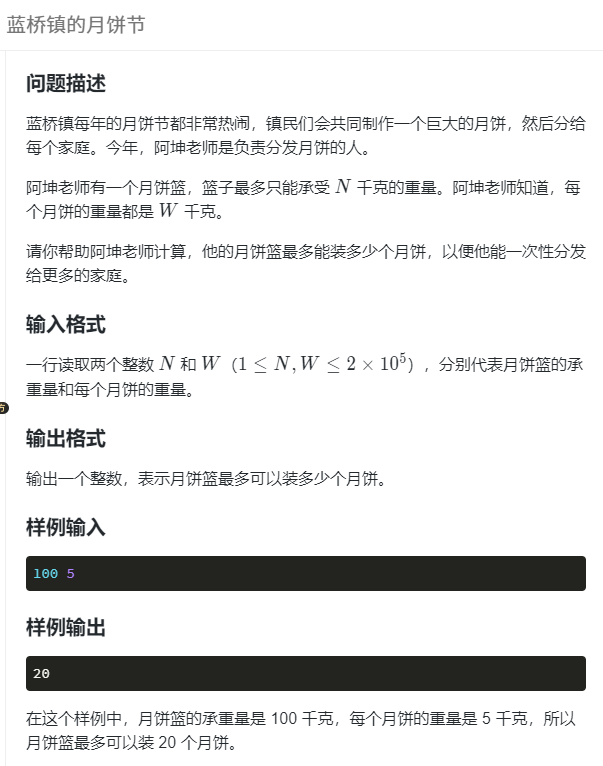 蓝桥镇的月饼节
问题描述
蓝桥镇每年的月饼节都非常热闹，镇民们会共同制作一个巨大的月饼，然后分给
每个家庭。今年，阿坤老师是负责分发月饼的人。
阿坤老师有一个月饼篮，篮子最多只能承受 N 千克的重量。阿坤老师知道，每
个月饼的重量都是 W 千克。
请你帮助阿坤老师计算，他的月饼篮最多能装多少个月饼，以便他能一次性分发
给更多的家庭。
输入格式
一行读取两个整数 N 和 W（1 ≤ N, W ≤ 2 × 10⁵），分别代表月饼篮的承
重量和每个月饼的重量。
输出格式
输出一个整数，表示月饼篮最多可以装多少个月饼。
样例输入
100 5
样例输出
20
在这个样例中，月饼篮的承重量是 100 千克，每个月饼的重量是 5 千克，所以
月饼篮最多可以装 20 个月饼。